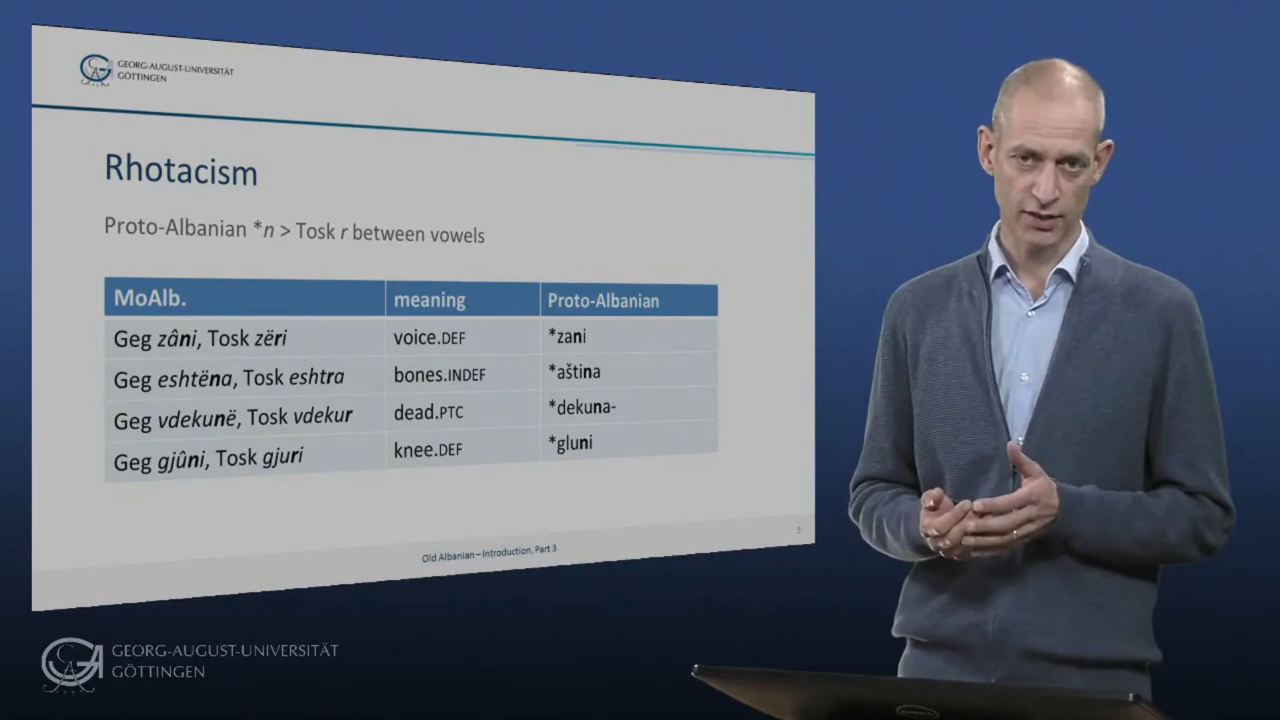 GEORG-AUGUST-UNIVERSITÄT
GÖTTINGEN
Rhotacism
Proto-Albanian *n > Tosk r between vowels
MoAlb. meaning Proto-Albanian
Geg zâni, Tosk zëri voice.DEF *zani
Geg eshtëna, Tosk eshtra bones.INDEF *aština
Geg vdekunë, Tosk vdekur dead.PTC *dekuna-
Geg gjûni, Tosk gjuri knee.DEF *gluni
Old Albanian – Introduction, Part 3
GEORG-AUGUST-UNIVERSITÄT
GÖTTINGEN